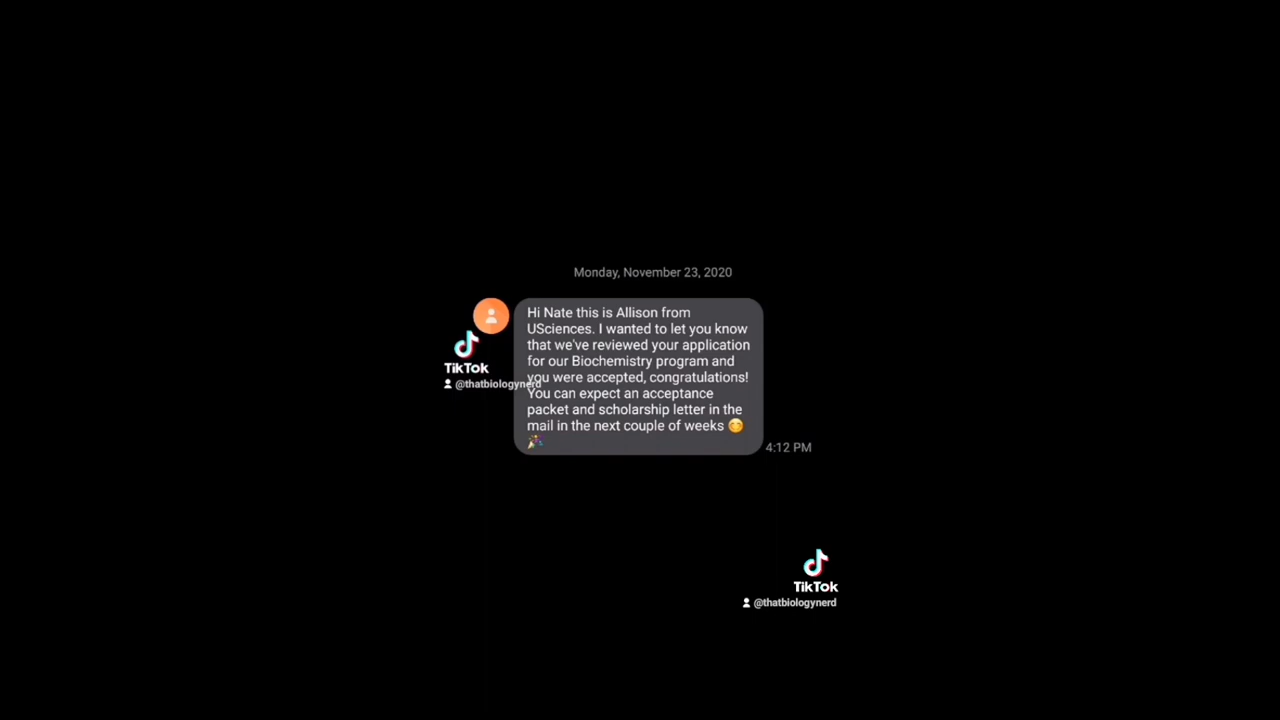 Monday, November 23, 2020
Hi Nate this is Allison from
USciences. I wanted to let you know
that we've reviewed your application
for our Biochemistry program and
you were accepted, congratulations!
You can expect an acceptance
packet and scholarship letter in the
mail in the next couple of weeks 😊
🎉
4:12 PM
TikTok
@thatbiologynerd
TikTok
@thatbiologynerd